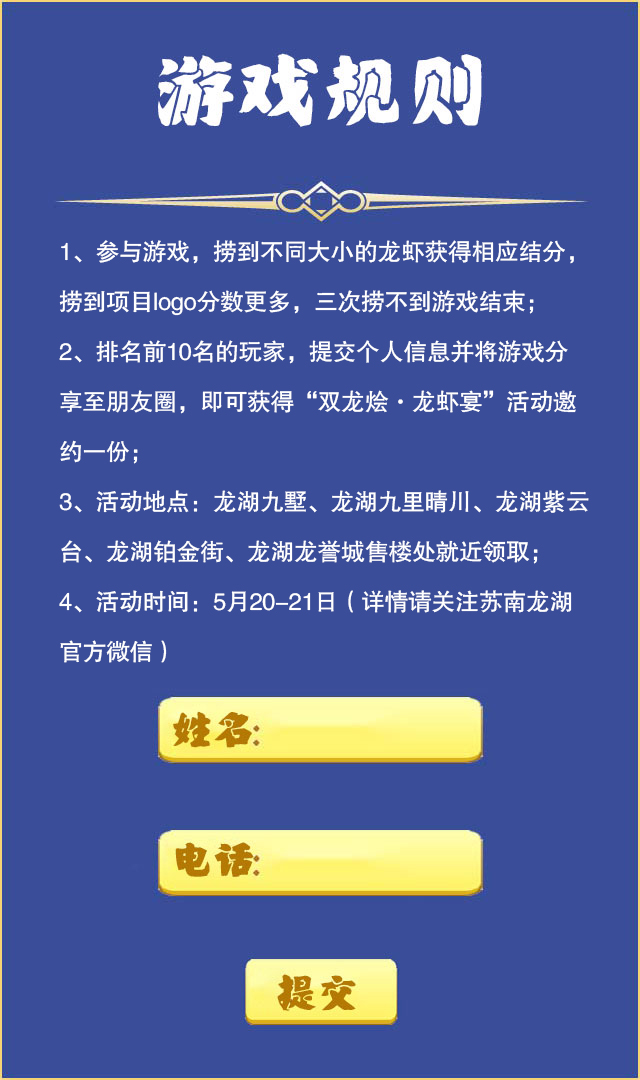 游戏规则
1、参与游戏，捞到不同大小的龙虾获得相应结分，
捞到项目logo分数更多，三次捞不到游戏结束；
2、排名前10名的玩家，提交个人信息并将游戏分
享至朋友圈，即可获得“双龙烩·龙虾宴”活动邀
约一份；
3、活动地点：龙湖九墅、龙湖九里晴川、龙湖紫云
台、龙湖铂金街、龙湖龙誉城售楼处就近领取；
4、活动时间：5月20-21日（详情请关注苏南龙湖
官方微信）
姓名:
电话:
提交